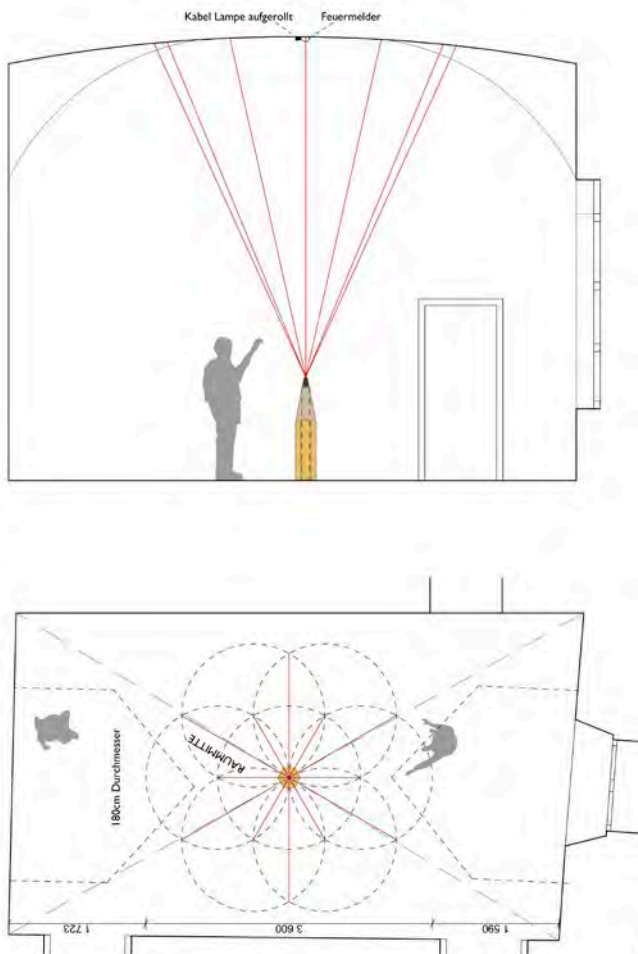 Kabel Lampe aufgerollt
Feuermelder
RAUMMITTE
180cm Durchmesser
1.723
3.600
1.590